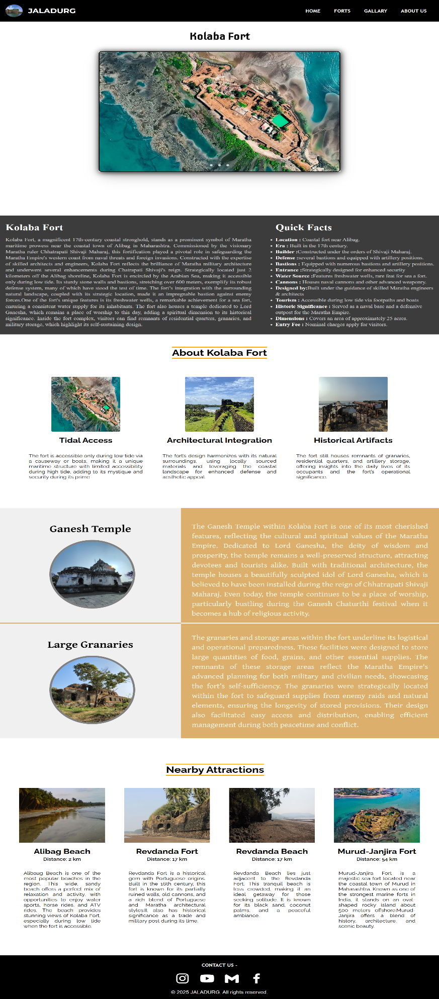 JALADURG
HOME FORTS GALLARY ABOUT US
Kolaba Fort
Kolaba Fort
Kolaba Fort, a magnificent 17th-century coastal stronghold, stands as a prominent symbol of Maratha
maritime prowess near the coastal town of Alibag in Maharashtra. Commissioned by the visionary
Maratha ruler Chhatrapati Shivaji Maharaj, this fortification played a pivotal role in safeguarding the
Maratha Empire's western coast from naval threats and foreign invasions. Constructed with the expertise
of skilled architects and engineers, Kolaba Fort reflects the brilliance of Maratha military architecture
and underwent several enhancements during Chatrapati Shivaji's reign. Strategically located just 2
kilometers off the Alibag shoreline, Kolaba Fort is encircled by the Arabian Sea, making it accessible
only during low tide. Its sturdy stone walls and bastions, stretching over 600 meters, exemplify its robust
defense system, many of which have stood the test of time. The fort's integration with the surrounding
natural landscape, coupled with its strategic location, made it an impregnable bastion against enemy
forces.One of the fort's unique features is its freshwater wells, a remarkable achievement for a sea fort,
ensuring a consistent water supply for its inhabitants. The fort also houses a temple dedicated to Lord
Ganesha, which remains a place of worship to this day, adding a spiritual dimension to its historical
significance. Inside the fort complex, visitors can find remnants of residential quarters, granaries, and
military storage, which highlight its self-sustaining design.
Quick Facts
• Location : Coastal fort near Alibag.
• Era : Built in the 17th century.
• Builder :Constructed under the orders of Shivaji Maharaj.
• Defense :several bastions and equipped with artillery positions.
• Bastions : Equipped with numerous bastions and artillery positions.
• Entrance :Strategically designed for enhanced security
• Water Source :Features freshwater wells, rare feat for sea a fort.
• Cannons : Houses naval cannons and other advanced weaponry.
• Designed by:Built under the guidance of skilled Maratha engineers
& architects
• Tourism : Accessible during low tide via footpaths and boats
• Historic Significance : Served as a naval base and a defensive
outpost for the Maratha Empire.
• Dimensions : Covers an area of approximately 25 acres.
• Entry Fee : Nominal charges apply for visitors.
About Kolaba Fort
Tidal Access
The fort is accessible only during low tide via
a causeway or boats, making it a unique
maritime structure with limited accessibility
during high tide, adding to its mystique and
security during its prime
Architectural Integration
The fort's design harmonizes with its natural
surroundings, using locally sourced
materials and leveraging the coastal
landscape for enhanced defense and
aesthetic appeal.
Historical Artifacts
The fort still houses remnants of granaries,
residential quarters, and artillery storage,
offering insights into the daily lives of its
occupants and the fort's operational
significance.
Ganesh Temple
The Ganesh Temple within Kolaba Fort is one of its most cherished
features, reflecting the cultural and spiritual values of the Maratha
Empire. Dedicated to Lord Ganesha, the deity of wisdom and
prosperity, the temple remains a well-preserved structure, attracting
devotees and tourists alike. Built with traditional architecture, the
temple houses a beautifully sculpted idol of Lord Ganesha, which is
believed to have been installed during the reign of Chhatrapati Shivaji
Maharaj. Even today, the temple continues to be a place of worship,
particularly bustling during the Ganesh Chaturthi festival when it
becomes a hub of religious activity.
Large Granaries
The granaries and storage areas within the fort underline its logistical
and operational preparedness. These facilities were designed to store
large quantities of food, grains, and other essential supplies. The
remnants of these storage areas reflect the Maratha Empire's
advanced planning for both military and civilian needs, showcasing
the fort's self-sufficiency. The granaries were strategically located
within the fort to safeguard supplies from enemy raids and natural
elements, ensuring the longevity of stored provisions. Their design
also facilitated easy access and distribution, enabling efficient
management during both peacetime and conflict.
Nearby Attractions
Alibag Beach
Distance: 2 km
Alibaug Beach is one of the
most popular beaches in the
region. This wide, sandy
beach offers a perfect mix of
relaxation and activity, with
opportunities to enjoy water
sports, horse rides, and ATV
rides. The beach provides
stunning views of Kolaba Fort,
especially during low tide
when the fort is accessible.
Revdanda Fort
Distance: 17 km
Revdanda Fort is a historical
gem with Portuguese origins.
Built in the 16th century, this
fort is known for its partially
ruined walls, old cannons, and
a rich blend of Portuguese
and Maratha architectural
styles.It also has historical
significance as a trade and
military post during its time.
Revdanda Beach
Distance: 17 km
Revdanda Beach lies just
adjacent to the Revdanda
Fort. This tranquil beach is
less crowded, making it an
ideal getaway for those
seeking solitude. It is known
for its black sand, coconut
palms, and a peaceful
ambiance.
Murud-Janjira Fort
Distance: 54 km
Murud-Janjira Fort is a
majestic sea fort located near
the coastal town of Murud in
Maharashtra. Known as one of
the strongest marine forts in
India, it stands on an oval-
shaped rocky island about
500 meters offshore.Murud-
Janjira offers a blend of
history, architecture, and
scenic beauty.
CONTACT US -
© 2025 JALADURG. All rights reserved.